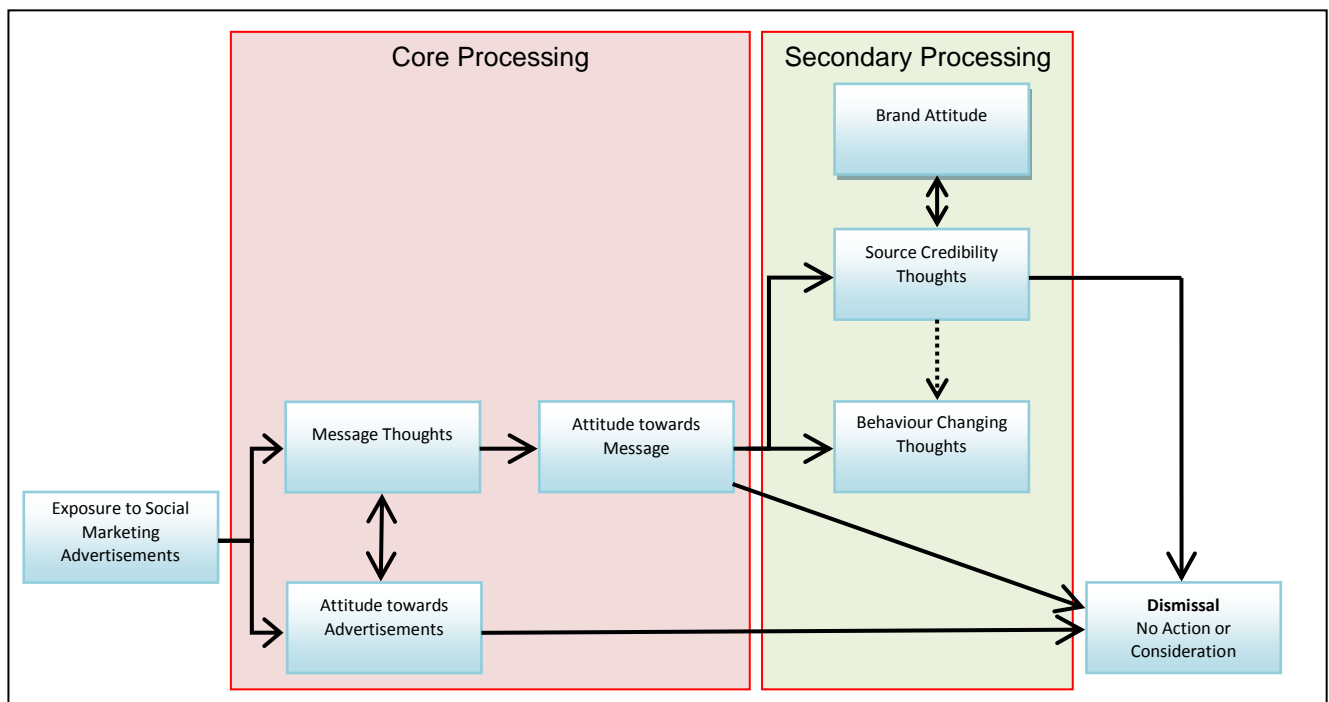 Core Processing
Secondary Processing
Brand Attitude
Source Credibility
Thoughts
Message Thoughts
Attitude towards
Message
Behaviour Changing
Thoughts
Exposure to Social
Marketing
Advertisements
Attitude towards
Advertisements
Dismissal
No Action or
Consideration